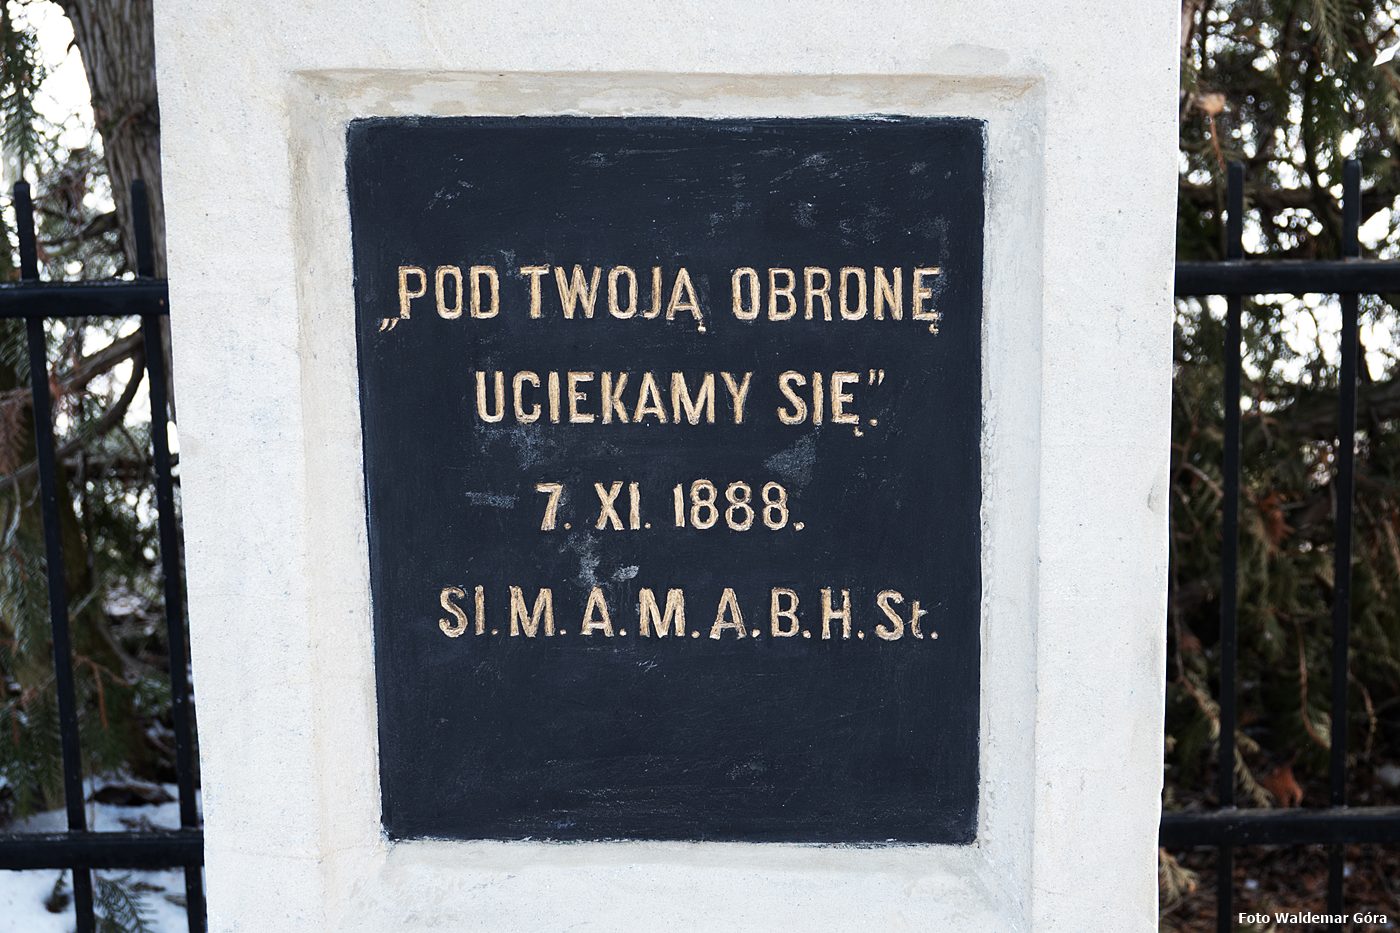 „POD TWOJĄ OBRONĘ
UCIEKAMY SIĘ”.
7. XI. 1888.
SI. M. A. M. A. B. H. St.
Foto Waldemar Góra